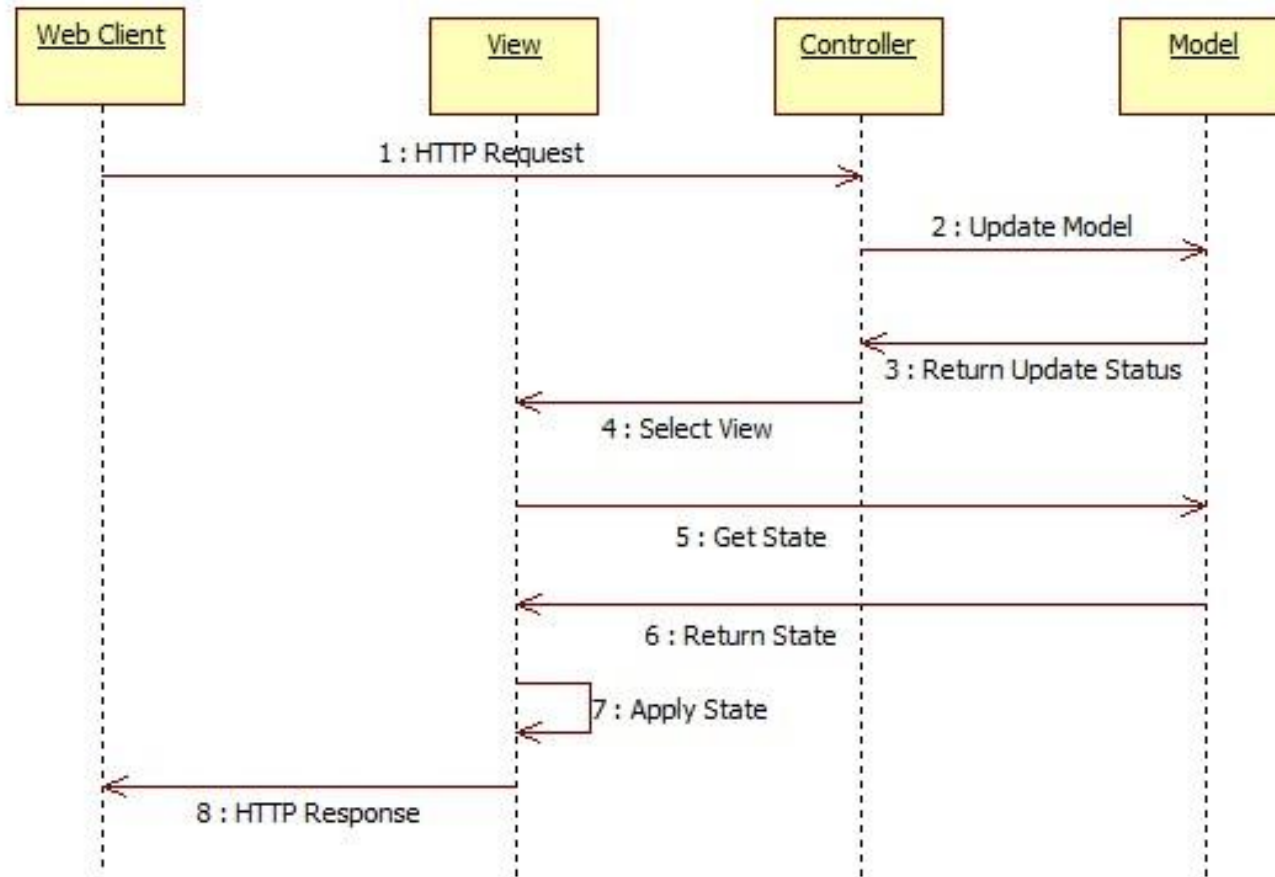 Web Client
View
Controller
Model
1 : HTTP Request
2 : Update Model
3 : Return Update Status
4 : Select View
5 : Get State
6 : Return State
7 : Apply State
8 : HTTP Response